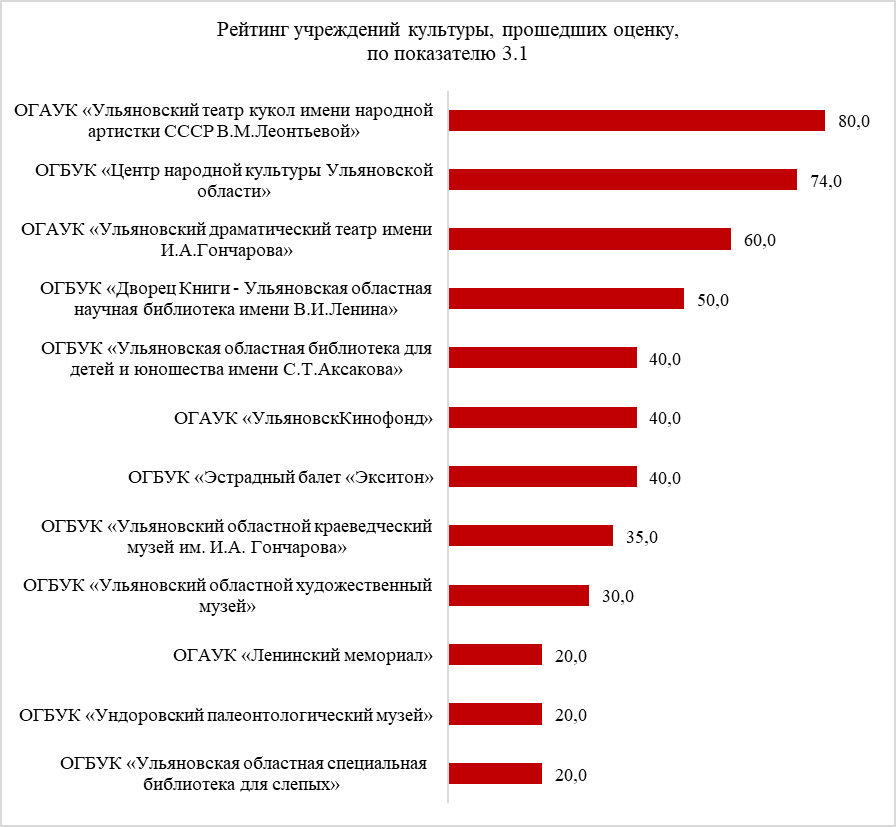 Рейтинг учреждений культуры, прошедших оценку,
по показателю 3.1
ОГАУК «Ульяновский театр кукол имени народной
артистки СССР В.М.Леонтьевой»
80,0
ОГБУК «Центр народной культуры Ульяновской
области»
74,0
ОГАУК «Ульяновский драматический театр имени
И.А.Гончарова»
60,0
ОГБУК «Дворец Книги - Ульяновская областная
научная библиотека имени В.И.Ленина»
50,0
ОГБУК «Ульяновская областная библиотека для
детей и юношества имени С.Т.Аксакова»
40,0
ОГАУК «УльяновскКинофонд»
40,0
ОГБУК «Эстрадный балет «Экситон»
40,0
ОГБУК «Ульяновский областной краеведческий
музей им. И.А. Гончарова»
35,0
ОГБУК «Ульяновский областной художественный
музей»
30,0
ОГАУК «Ленинский мемориал»
20,0
ОГБУК «Ундоровский палеонтологический музей»
20,0
ОГБУК «Ульяновская областная специальная
библиотека для слепых»
20,0